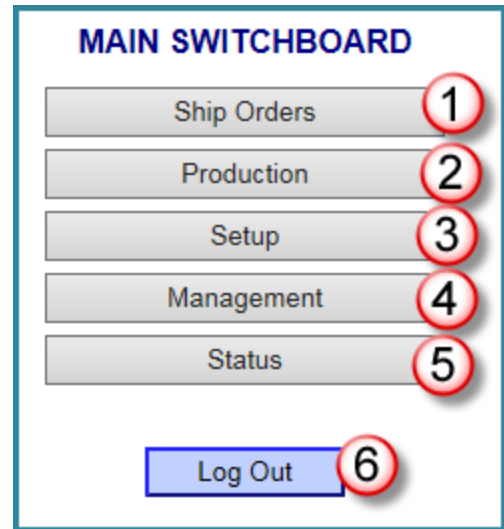 MAIN SWITCHBOARD
Ship Orders 1
Production 2
Setup 3
Management 4
Status 5
Log Out 6